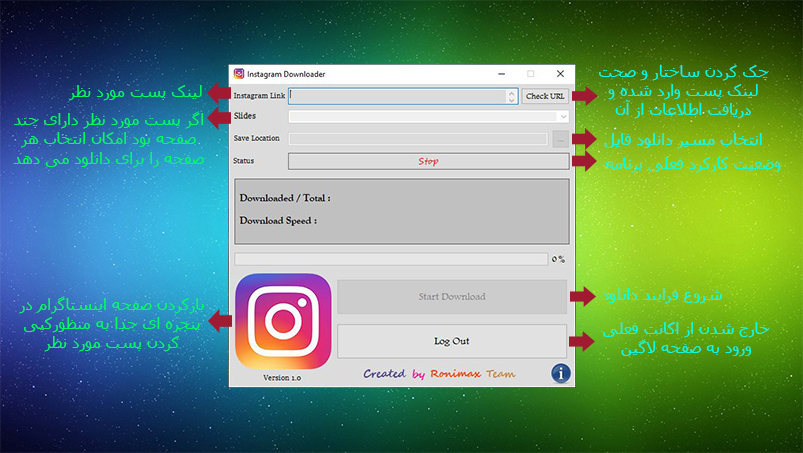 Instagram Downloader
لینک پست مورد نظر
Instagram Link
Check URL
چک کردن ساختار و صحت
لینک پست وارد شده و
دریافت اطلاعات از آن
Slides
اگر پست مورد نظر دارای چند
صفحه بود امکان انتخاب هر
صفحه را برای دانلود می دهد
Save Location
...
انتخاب مسیر دانلود فایل
Status
Stop
وضعیت کارکرد فعلی برنامه
Downloaded / Total :
Download Speed :
0 %
بازکردن صفحه اینستاگرام در
پنجره ای جدا به منظور کپی
کردن پست مورد نظر
Start Download
شروع فرایند دانلود
Log Out
خارج شدن از اکانت فعلی
ورود به صفحه لاگین
Version 1.0
Created by Ronimax Team